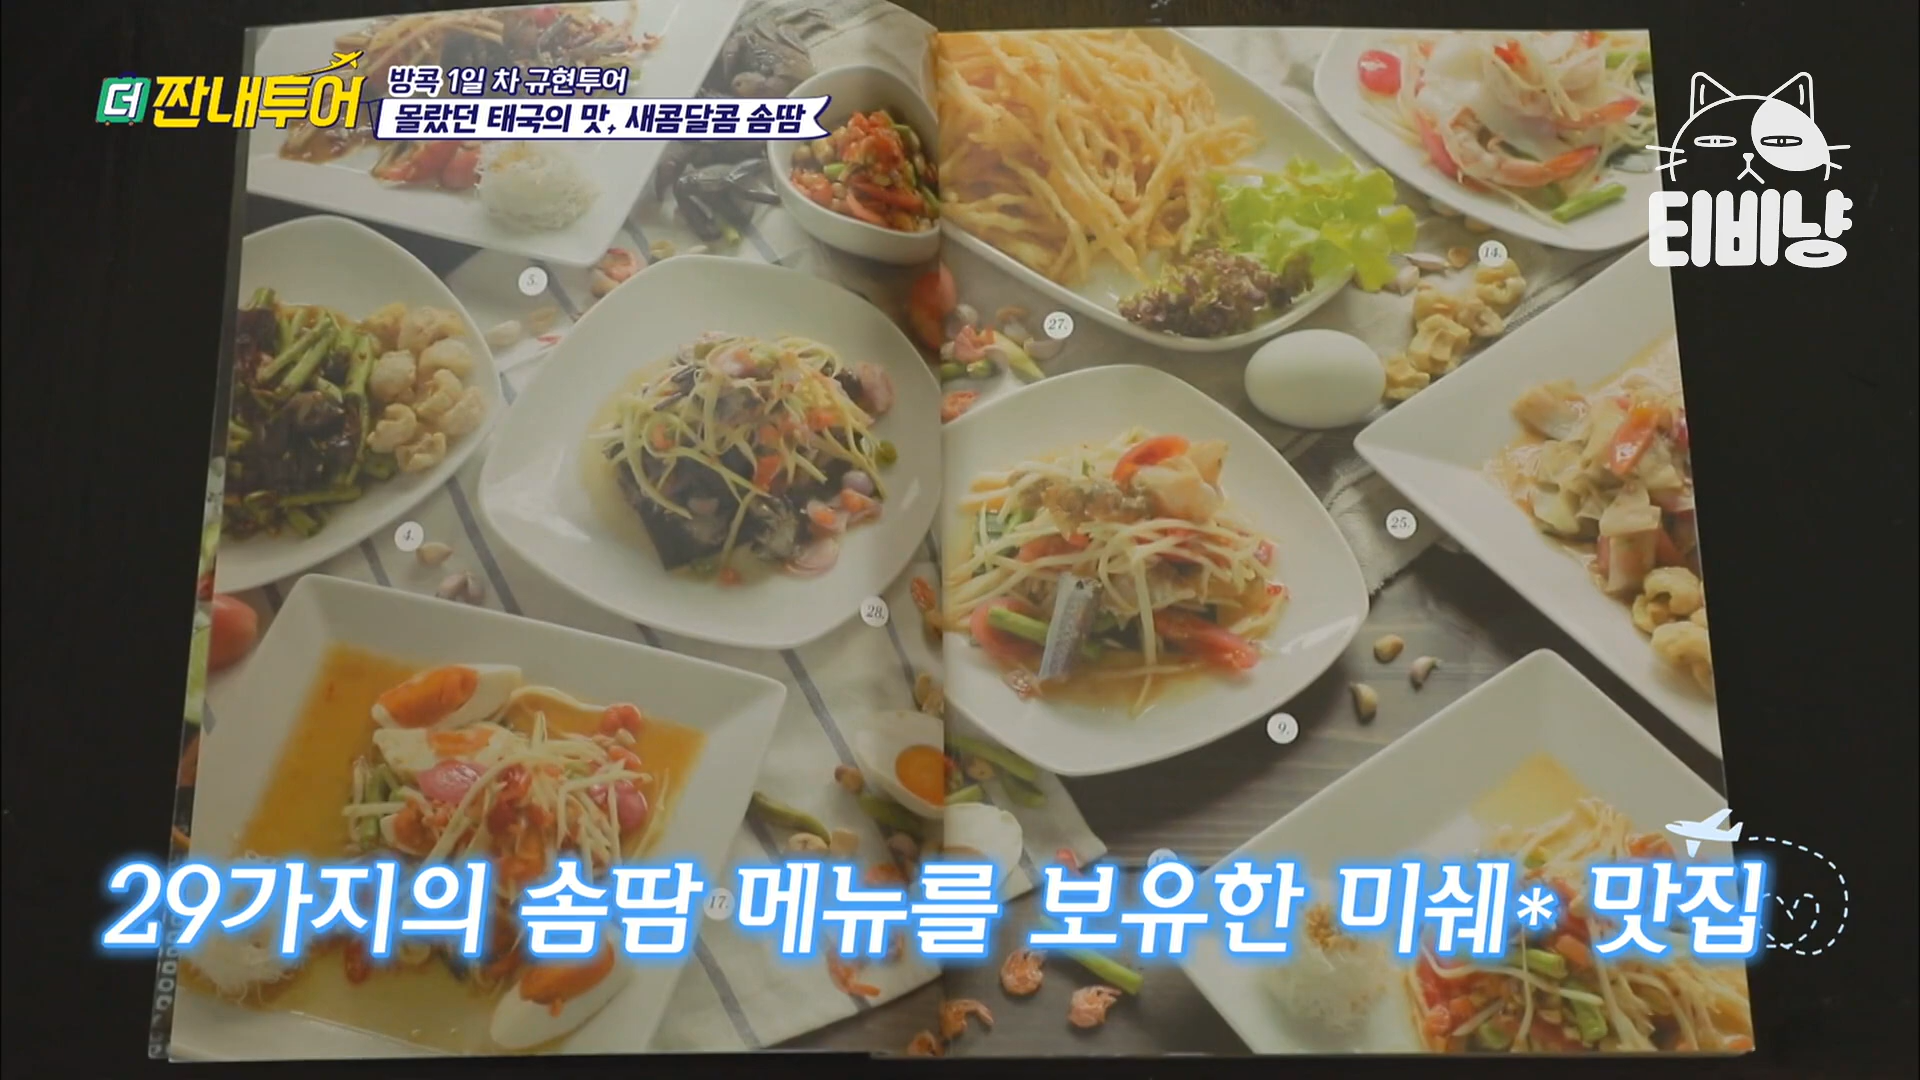 더 짠내투어
방콕 1일 차 규현투어
몰랐던 태국의 맛, 새콤달콤 솜땀
티비냥
5.
14.
27.
4.
25.
28.
9.
17.
29가지의 솜땀 메뉴를 보유한 미쉐* 맛집